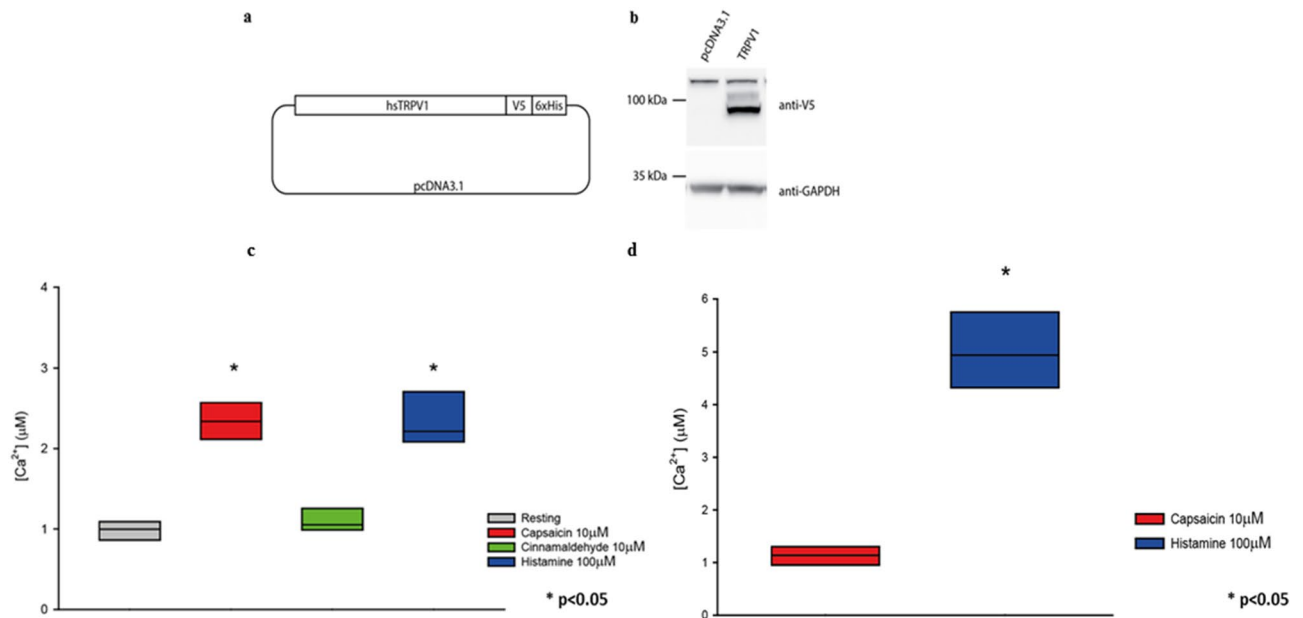 a
hsTRPV1 V5 6xHis
pcDNA3.1
b
pcDNA3.1
TRPV1
100 kDa
anti-V5
35 kDa
anti-GAPDH
c
4
3
2
1
0
[Ca²⁺] (μM)
*
*
Resting
Capsaicin 10μM
Cinnamaldehyde 10μM
Histamine 100μM
* p<0.05
d
6
5
4
3
2
1
0
[Ca²⁺] (μM)
*
Capsaicin 10μM
Histamine 100μM
* p<0.05